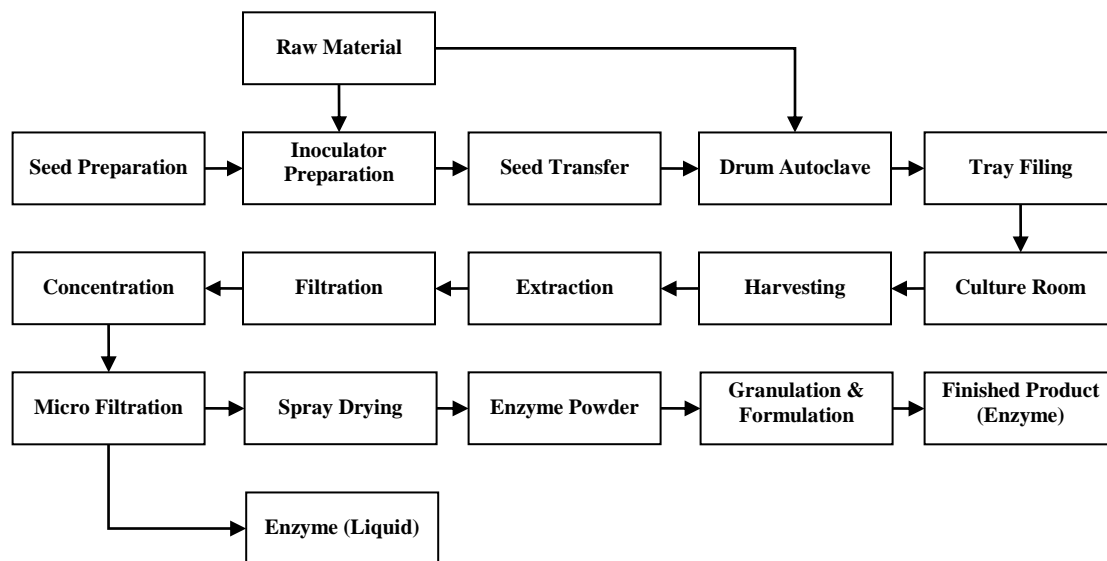 Raw Material
Seed Preparation
Inoculator
Preparation
Seed Transfer
Drum Autoclave
Tray Filing
Concentration
Filtration
Extraction
Harvesting
Culture Room
Micro Filtration
Spray Drying
Enzyme Powder
Granulation &
Formulation
Finished Product
(Enzyme)
Enzyme (Liquid)